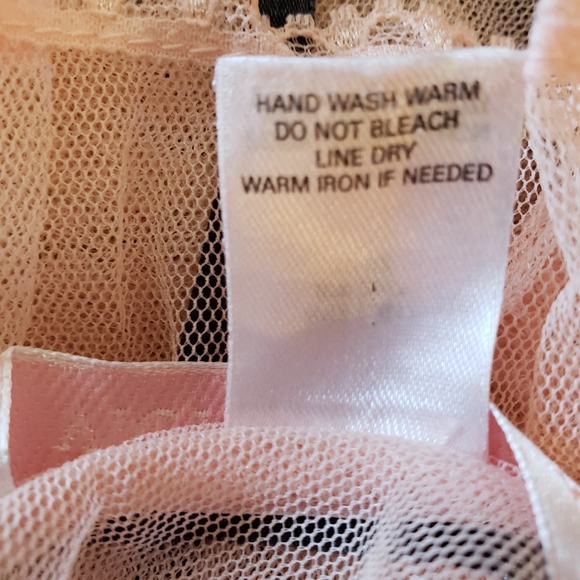 HAND WASH WARM
DO NOT BLEACH
LINE DRY
WARM IRON IF NEEDED